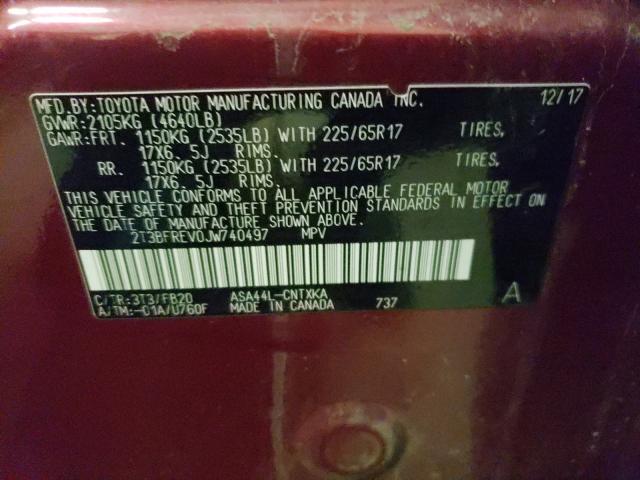 MFD.BY:TOYOTA MOTOR MANUFACTURING CANADA INC. 12/17
GVWR:2105KG (4640LB)
GAWR:FRT. 1150KG (2535LB) WITH 225/65R17 TIRES,
17X6.5J RIMS.
RR. 1150KG (2535LB) WITH 225/65R17 TIRES,
17X6.5J RIMS.
THIS VEHICLE CONFORMS TO ALL APPLICABLE FEDERAL MOTOR
VEHICLE SAFETY AND THEFT PREVENTION STANDARDS IN EFFECT ON
THE DATE OF MANUFACTURE SHOWN ABOVE.
2T3BFREV0JW740497 MPV
C/TR:3T3/FB20 ASA44L-CNTXKA
A/TM:-01A/U760F MADE IN CANADA 737 A